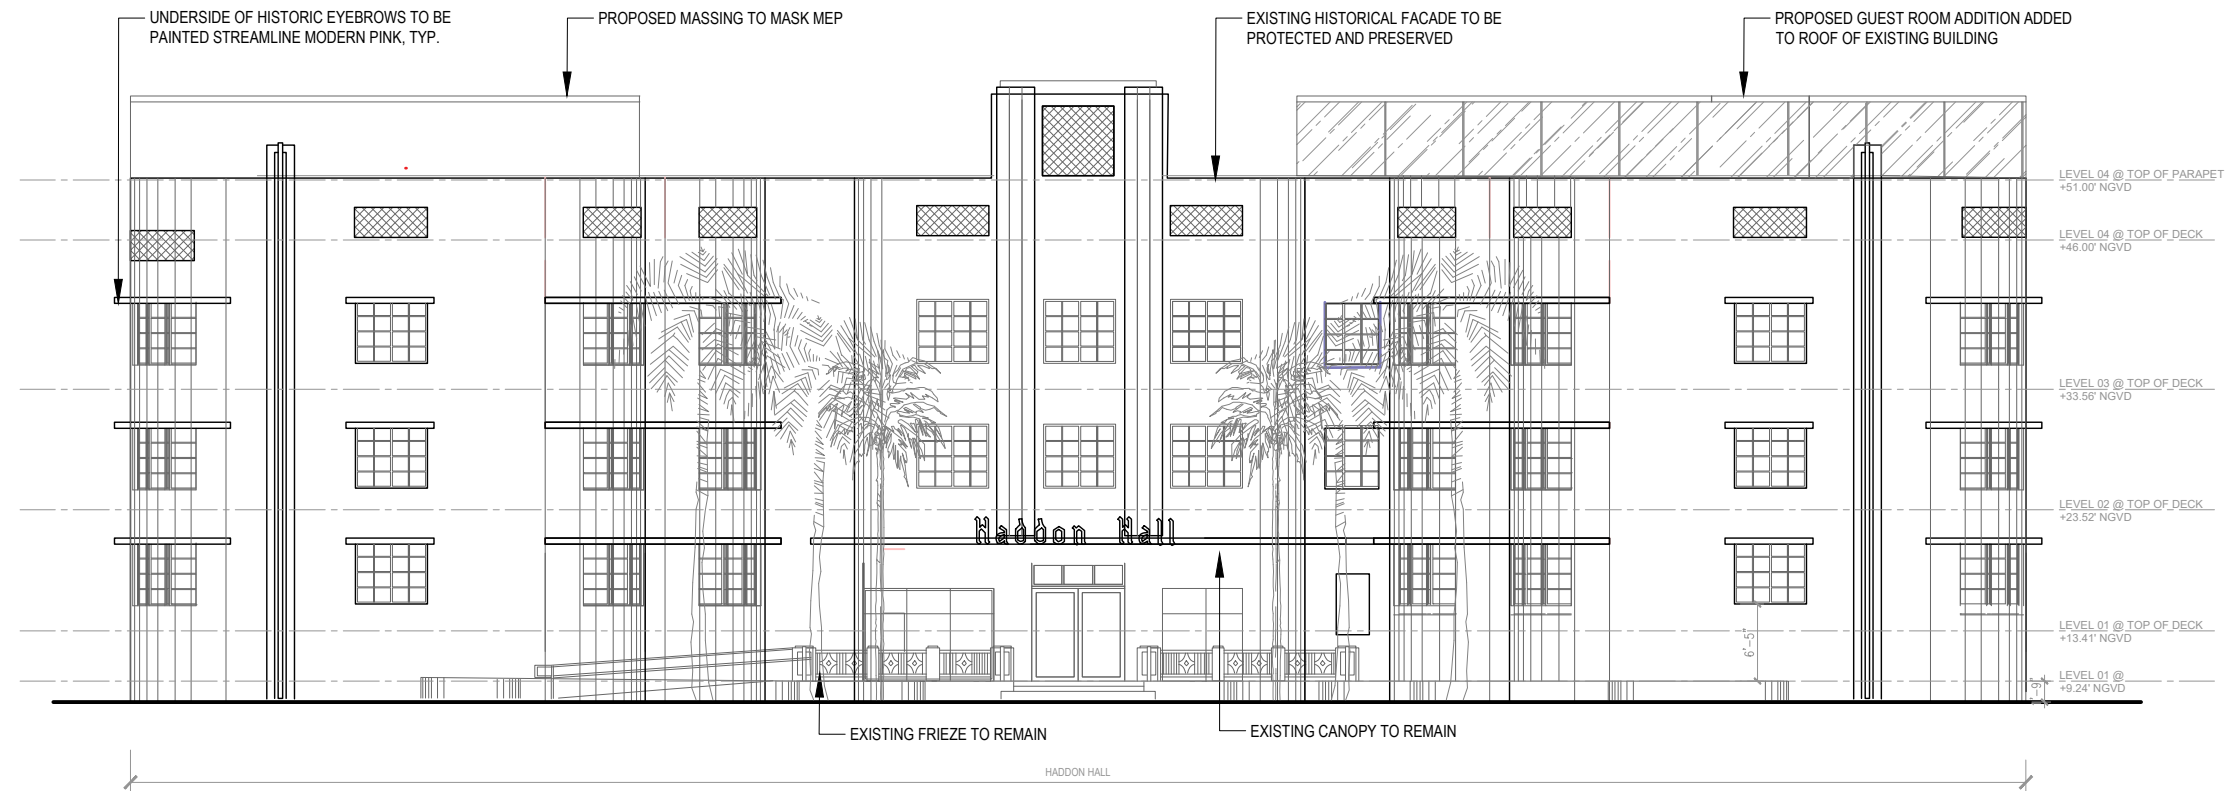 UNDERSIDE OF HISTORIC EYEBROWS TO BE
PAINTED STREAMLINE MODERN PINK, TYP.
PROPOSED MASSING TO MASK MEP
EXISTING HISTORICAL FACADE TO BE
PROTECTED AND PRESERVED
PROPOSED GUEST ROOM ADDITION ADDED
TO ROOF OF EXISTING BUILDING
LEVEL 04 @ TOP OF PARAPET
+51.00' NGVD
LEVEL 04 @ TOP OF DECK
+46.00' NGVD
LEVEL 03 @ TOP OF DECK
+33.56' NGVD
LEVEL 02 @ TOP OF DECK
+23.52' NGVD
Haddon Hall
LEVEL 01 @ TOP OF DECK
+13.41' NGVD
6'-5"
LEVEL 01 @
+9.24' NGVD
EXISTING FRIEZE TO REMAIN
EXISTING CANOPY TO REMAIN
HADDON HALL